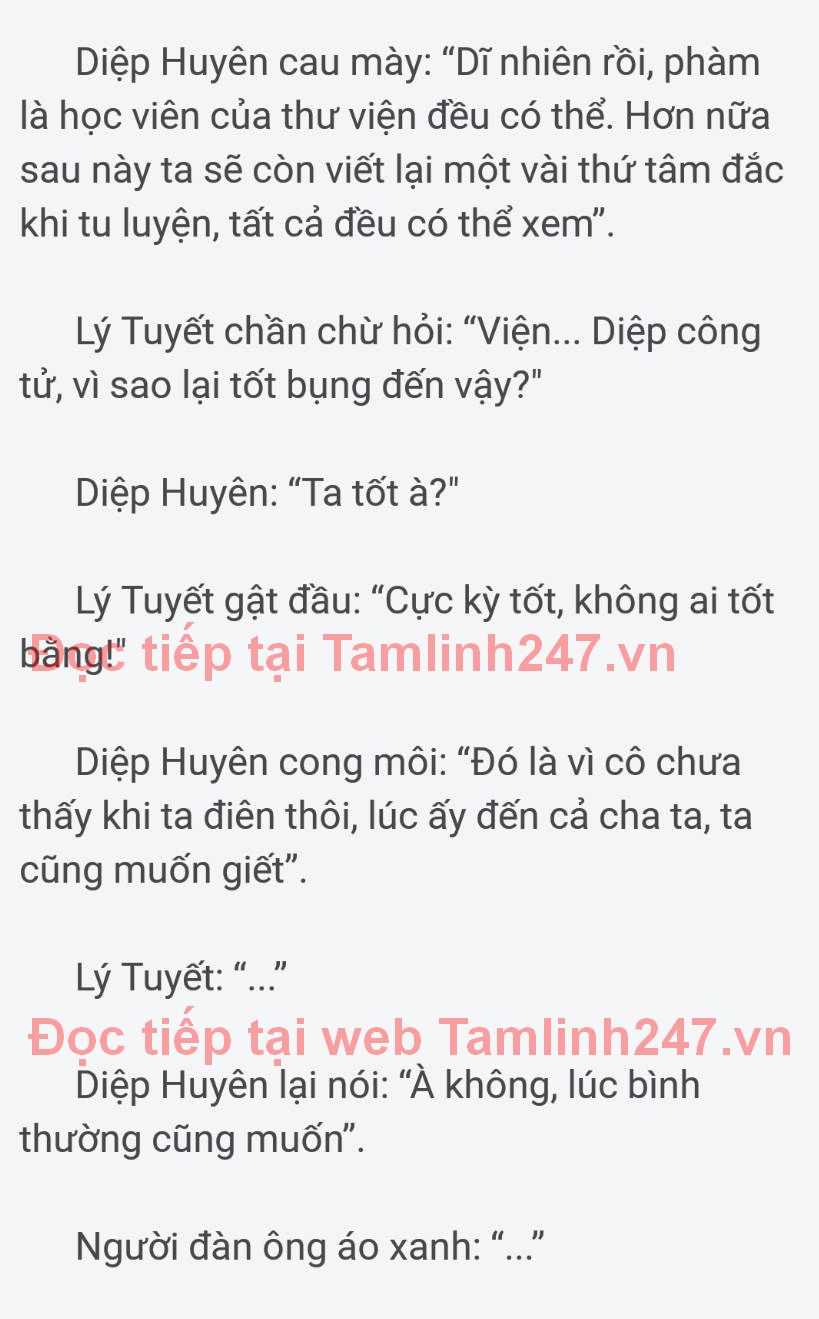 Diệp Huyên cau mày: “Dĩ nhiên rồi, phàm
là học viên của thư viện đều có thể. Hơn nữa
sau này ta sẽ còn viết lại một vài thứ tâm đắc
khi tu luyện, tất cả đều có thể xem”.
Lý Tuyết chần chừ hỏi: “Viện... Diệp công
tử, vì sao lại tốt bụng đến vậy?"
Diệp Huyên: “Ta tốt à?"
Lý Tuyết gật đầu: “Cực kỳ tốt, không ai tốt
bằng!"
Đọc tiếp tại Tamlinh247.vn
Diệp Huyên cong môi: “Đó là vì cô chưa
thấy khi ta điên thôi, lúc ấy đến cả cha ta, ta
cũng muốn giết”.
Lý Tuyết: “...”
Đọc tiếp tại web Tamlinh247.vn
Diệp Huyên lại nói: “À không, lúc bình
thường cũng muốn”.
Người đàn ông áo xanh: “...”